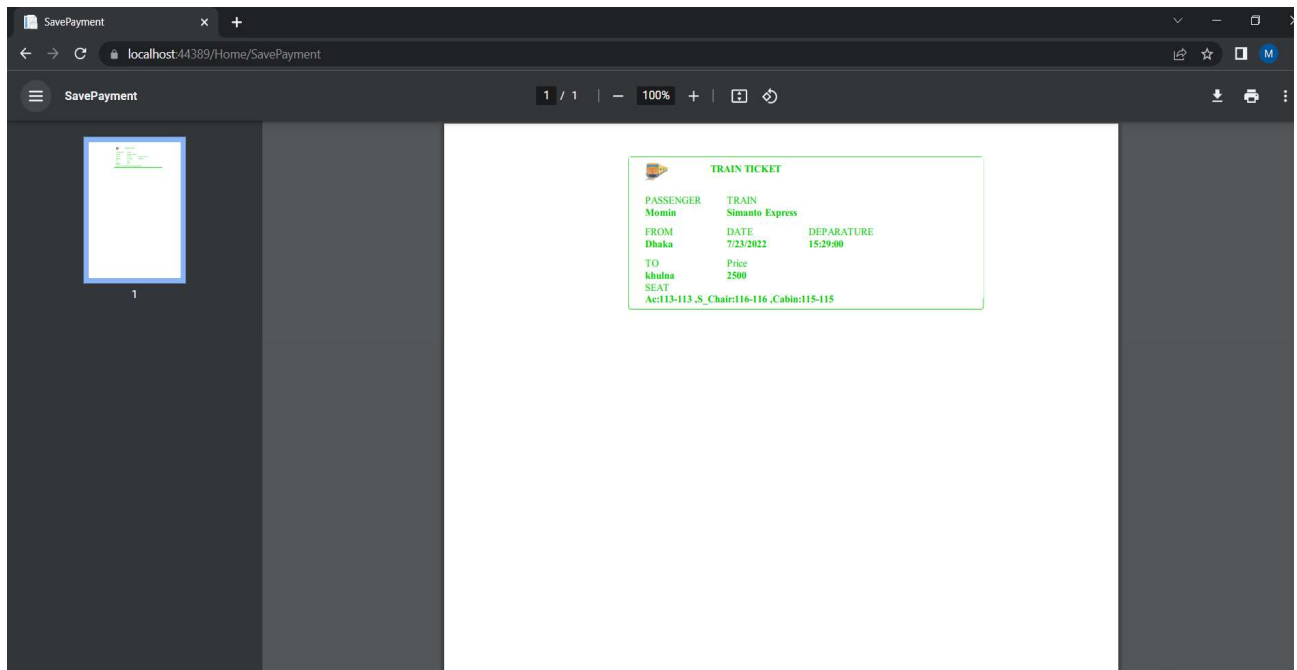 SavePayment
localhost:44389/Home/SavePayment
M
SavePayment
1 / 1
100%
1
TRAIN TICKET
PASSENGER TRAIN
Momin Simanto Express
FROM DATE DEPARATURE
Dhaka 7/23/2022 15:29:00
TO Price
khulna 2500
SEAT
Ac:113-113 ,S_Chair:116-116 ,Cabin:115-115